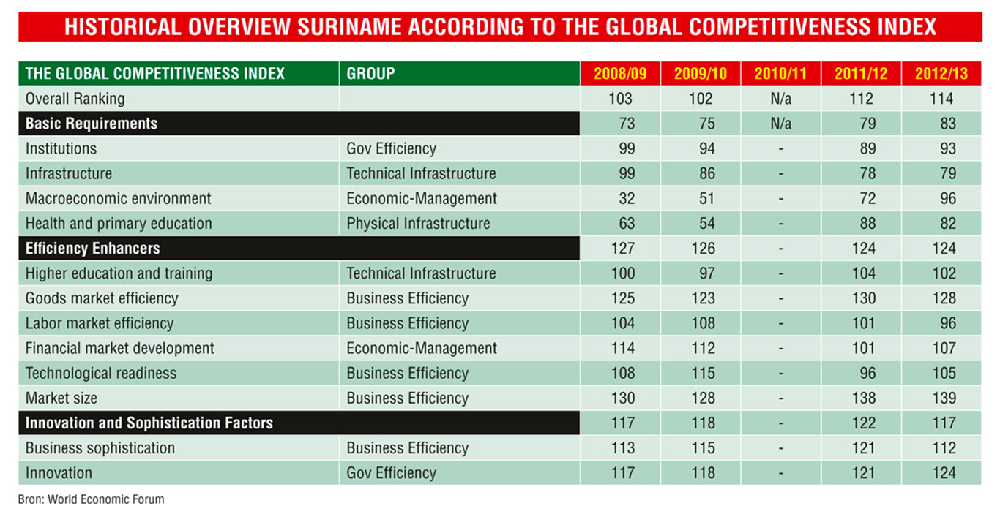 HISTORICAL OVERVIEW SURINAME ACCORDING TO THE GLOBAL COMPETITIVENESS INDEX
THE GLOBAL COMPETITIVENESS INDEX GROUP 2008/09 2009/10 2010/11 2011/12 2012/13
Overall Ranking 103 102 N/a 112 114
Basic Requirements 73 75 N/a 79 83
Institutions Gov Efficiency 99 94 - 89 93
Infrastructure Technical Infrastructure 99 86 - 78 79
Macroeconomic environment Economic-Management 32 51 - 72 96
Health and primary education Physical Infrastructure 63 54 - 88 82
Efficiency Enhancers 127 126 - 124 124
Higher education and training Technical Infrastructure 100 97 - 104 102
Goods market efficiency Business Efficiency 125 123 - 130 128
Labor market efficiency Business Efficiency 104 108 - 101 96
Financial market development Economic-Management 114 112 - 101 107
Technological readiness Business Efficiency 108 115 - 96 105
Market size Business Efficiency 130 128 - 138 139
Innovation and Sophistication Factors 117 118 - 122 117
Business sophistication Business Efficiency 113 115 - 121 112
Innovation Gov Efficiency 117 118 - 121 124
Bron: World Economic Forum